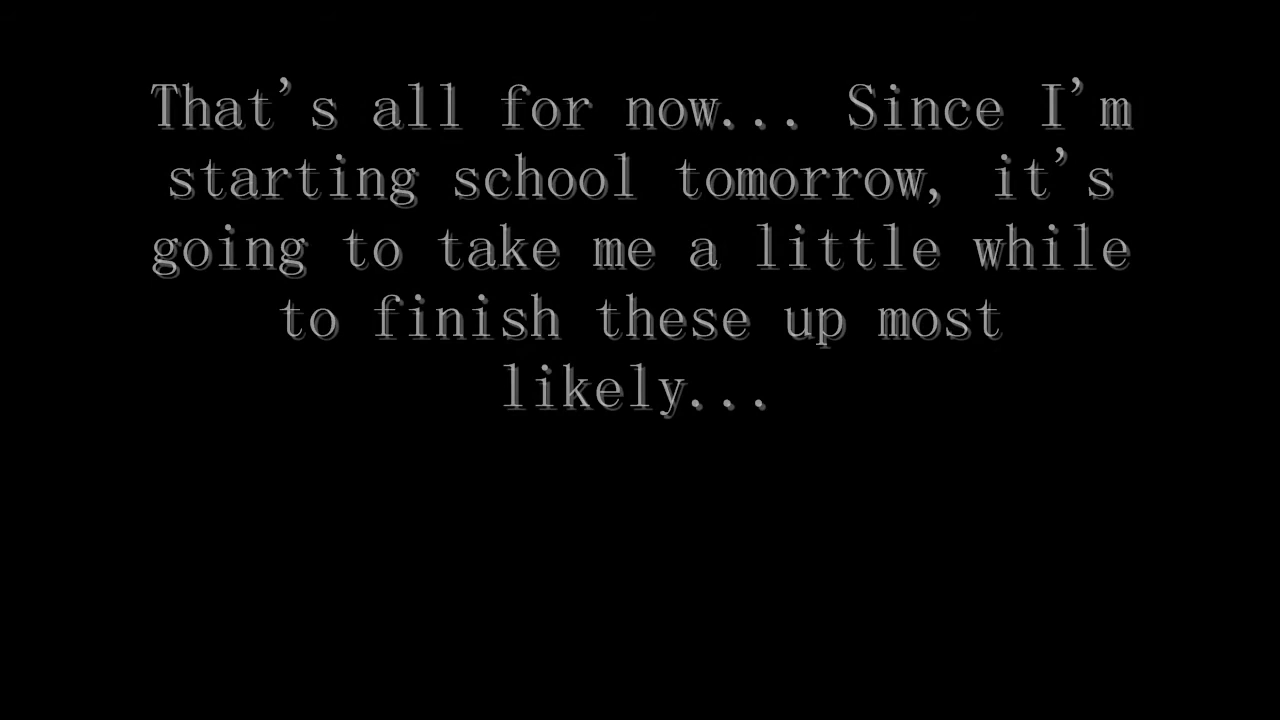 That's all for now... Since I'm
starting school tomorrow, it's
going to take me a little while
to finish these up most
likely...